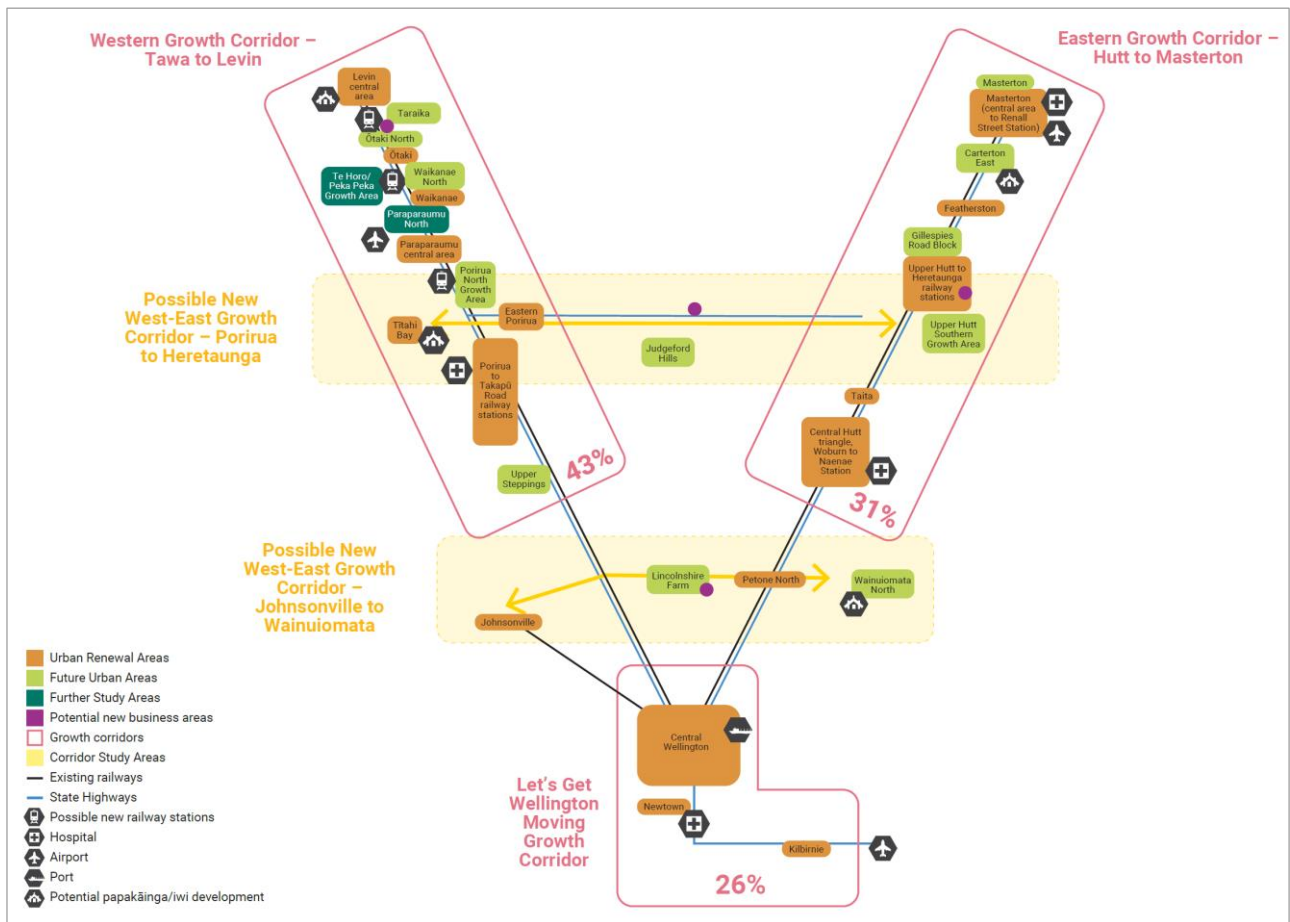 Western Growth Corridor –
Tawa to Levin
Eastern Growth Corridor –
Hutt to Masterton
Levin
central
area
Taraika
Ōtaki North
Ōtaki
Te Horo/
Peka Peka
Growth Area
Waikanae
North
Waikanae
Paraparaumu
North
Paraparaumu
central area
Porirua
North
Growth
Area
Masterton
Masterton
(central area
to Renall
Street Station)
Carterton
East
Featherston
Gillespies
Road Block
Upper Hutt to
Heretaunga
railway
stations
Possible New
West-East Growth
Corridor – Porirua
to Heretaunga
Tītahi
Bay
Eastern
Porirua
Judgeford
Hills
Upper Hutt
Southern
Growth Area
Porirua
to
Takapū
Road
railway
stations
Taita
Central Hutt
triangle,
Woburn to
Naenae
Station
Upper
Steppings
43%
31%
Possible New
West-East Growth
Corridor –
Johnsonville to
Wainuiomata
Lincolnshire
Farm
Petone North
Wainuiomata
North
Johnsonville
Urban Renewal Areas
Future Urban Areas
Further Study Areas
Potential new business areas
Growth corridors
Corridor Study Areas
Existing railways
State Highways
Possible new railway stations
Hospital
Airport
Port
Potential papakāinga/iwi development
Central
Wellington
Let's Get
Wellington
Moving
Growth
Corridor
Newtown
Kilbirnie
26%